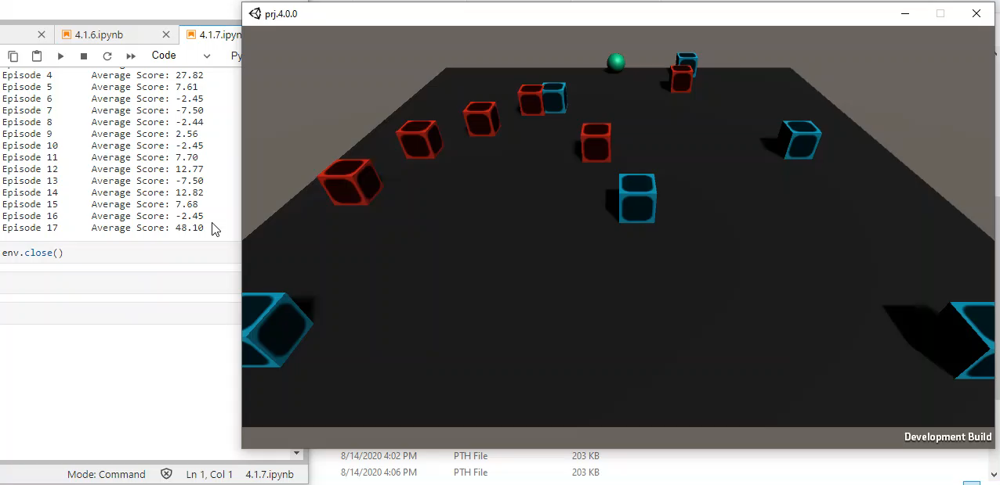 prj.4.0.0
4.1.6.ipynb
4.1.7.ipyn
Code
Py
Episode 4 Average Score: 27.82
Episode 5 Average Score: 7.61
Episode 6 Average Score: -2.45
Episode 7 Average Score: -7.50
Episode 8 Average Score: -2.44
Episode 9 Average Score: 2.56
Episode 10 Average Score: -2.45
Episode 11 Average Score: 7.70
Episode 12 Average Score: 12.77
Episode 13 Average Score: -7.50
Episode 14 Average Score: 12.82
Episode 15 Average Score: 7.68
Episode 16 Average Score: -2.45
Episode 17 Average Score: 48.10
env.close()
Development Build
8/14/2020 4:02 PM PTH File 203 KB
8/14/2020 4:06 PM PTH File 203 KB
Mode: Command Ln 1, Col 1 4.1.7.ipynb